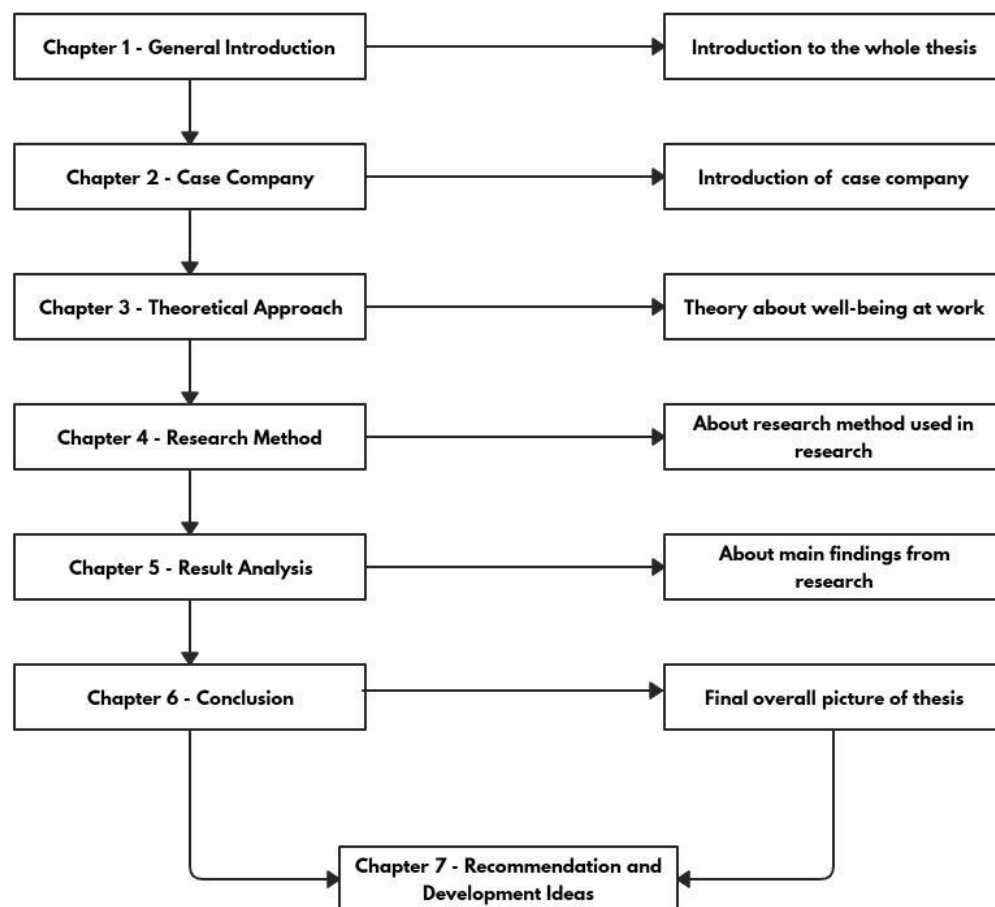 Chapter 1 - General Introduction
Introduction to the whole thesis
Chapter 2 - Case Company
Introduction of case company
Chapter 3 - Theoretical Approach
Theory about well-being at work
Chapter 4 - Research Method
About research method used in
research
Chapter 5 - Result Analysis
About main findings from
research
Chapter 6 - Conclusion
Final overall picture of thesis
Chapter 7 - Recommendation and
Development Ideas